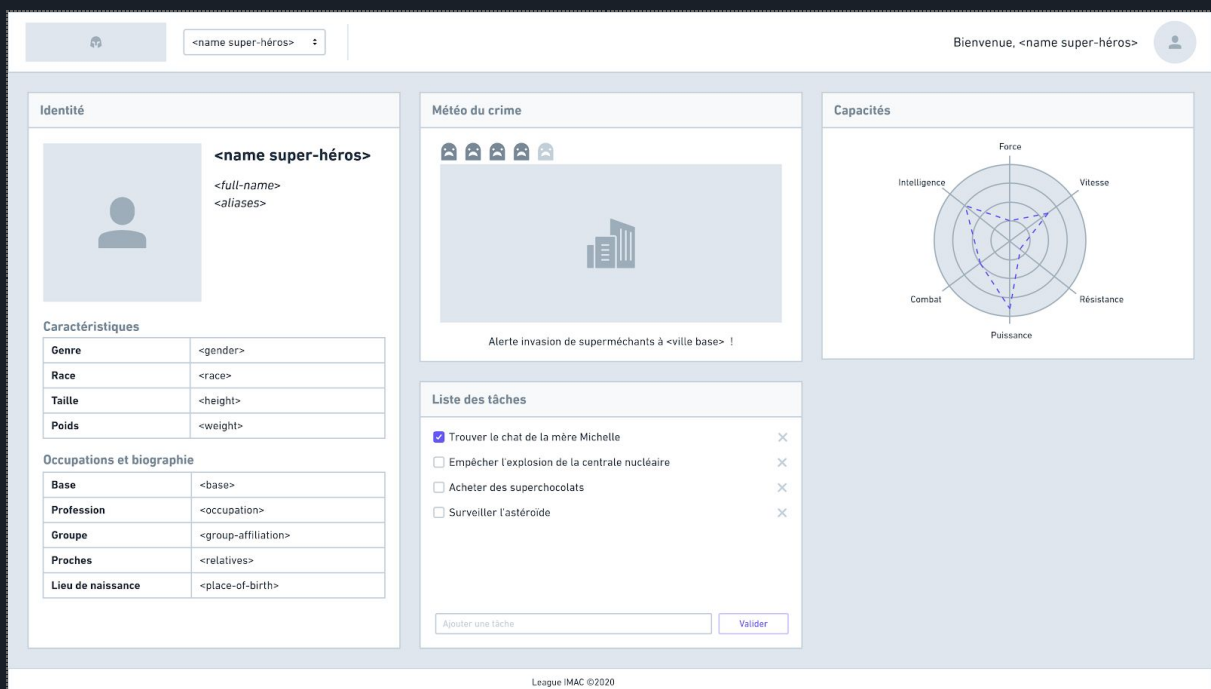 <name super-héros>
Bienvenue, <name super-héros>
Identité
<name super-héros>
<full-name>
<aliases>
Caractéristiques
Genre <gender>
Race <race>
Taille <height>
Poids <weight>
Occupations et biographie
Base <base>
Profession <occupation>
Groupe <group-affiliation>
Proches <relatives>
Lieu de naissance <place-of-birth>
Météo du crime
Alerte invasion de superméchants à <ville base> !
Liste des tâches
Trouver le chat de la mère Michelle
Empêcher l'explosion de la centrale nucléaire
Acheter des superchocolats
Surveiller l'astéroïde
Ajouter une tâche
Valider
Capacités
Force
Intelligence
Vitesse
Combat
Résistance
Puissance
League IMAC ©2020